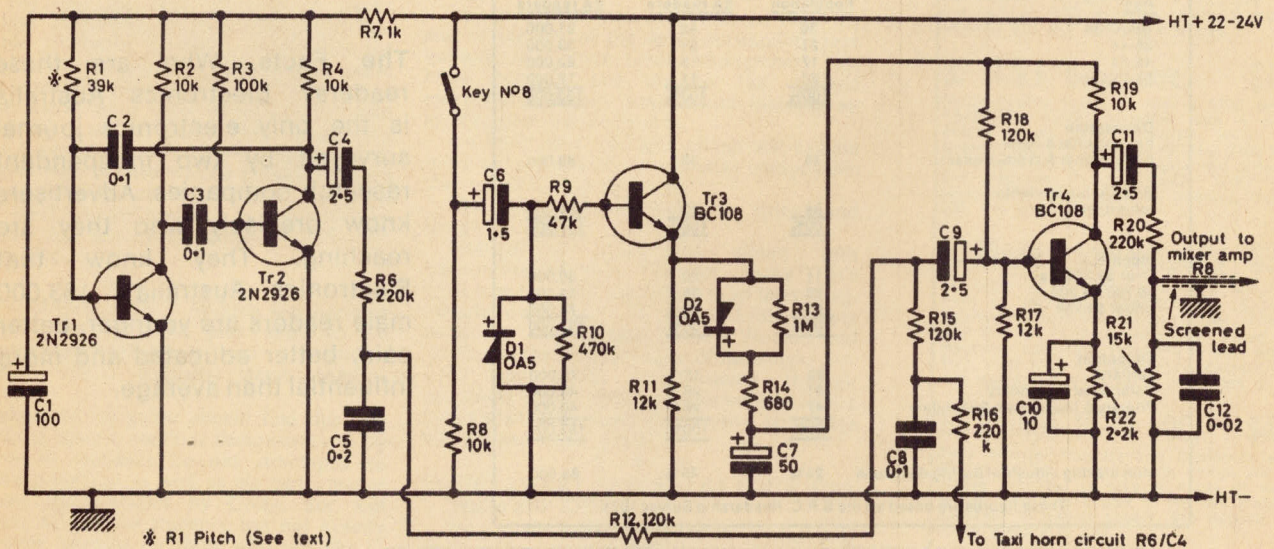 R7,1k
HT+ 22-24V
※ R1
39k
R2
10k
R3
100k
R4
10k
Key Nº8
C2
0·1
C3
0·1
C4
2·5
+
Tr1
2N2926
Tr2
2N2926
R6
220k
C5
0·2
+
C1
100
※ R1 Pitch (See text)
R8
10k
+
C6
1·5
R9
47k
D1
OA5
+
R10
470k
Tr3
BC108
R11
12k
D2
OA5
+
R13
1M
R14
680
+
C7
50
R12,120k
C9
2·5
+
R15
120k
C8
0·1
R16
220
k
To Taxi horn circuit R6/C4
R18
120k
R17
12k
Tr4
BC108
+
C10
10
R22
2·2k
R19
10k
+
C11
2·5
R20
220k
Output to
mixer amp
R8
Screened
lead
R21
15k
C12
0·02
HT-